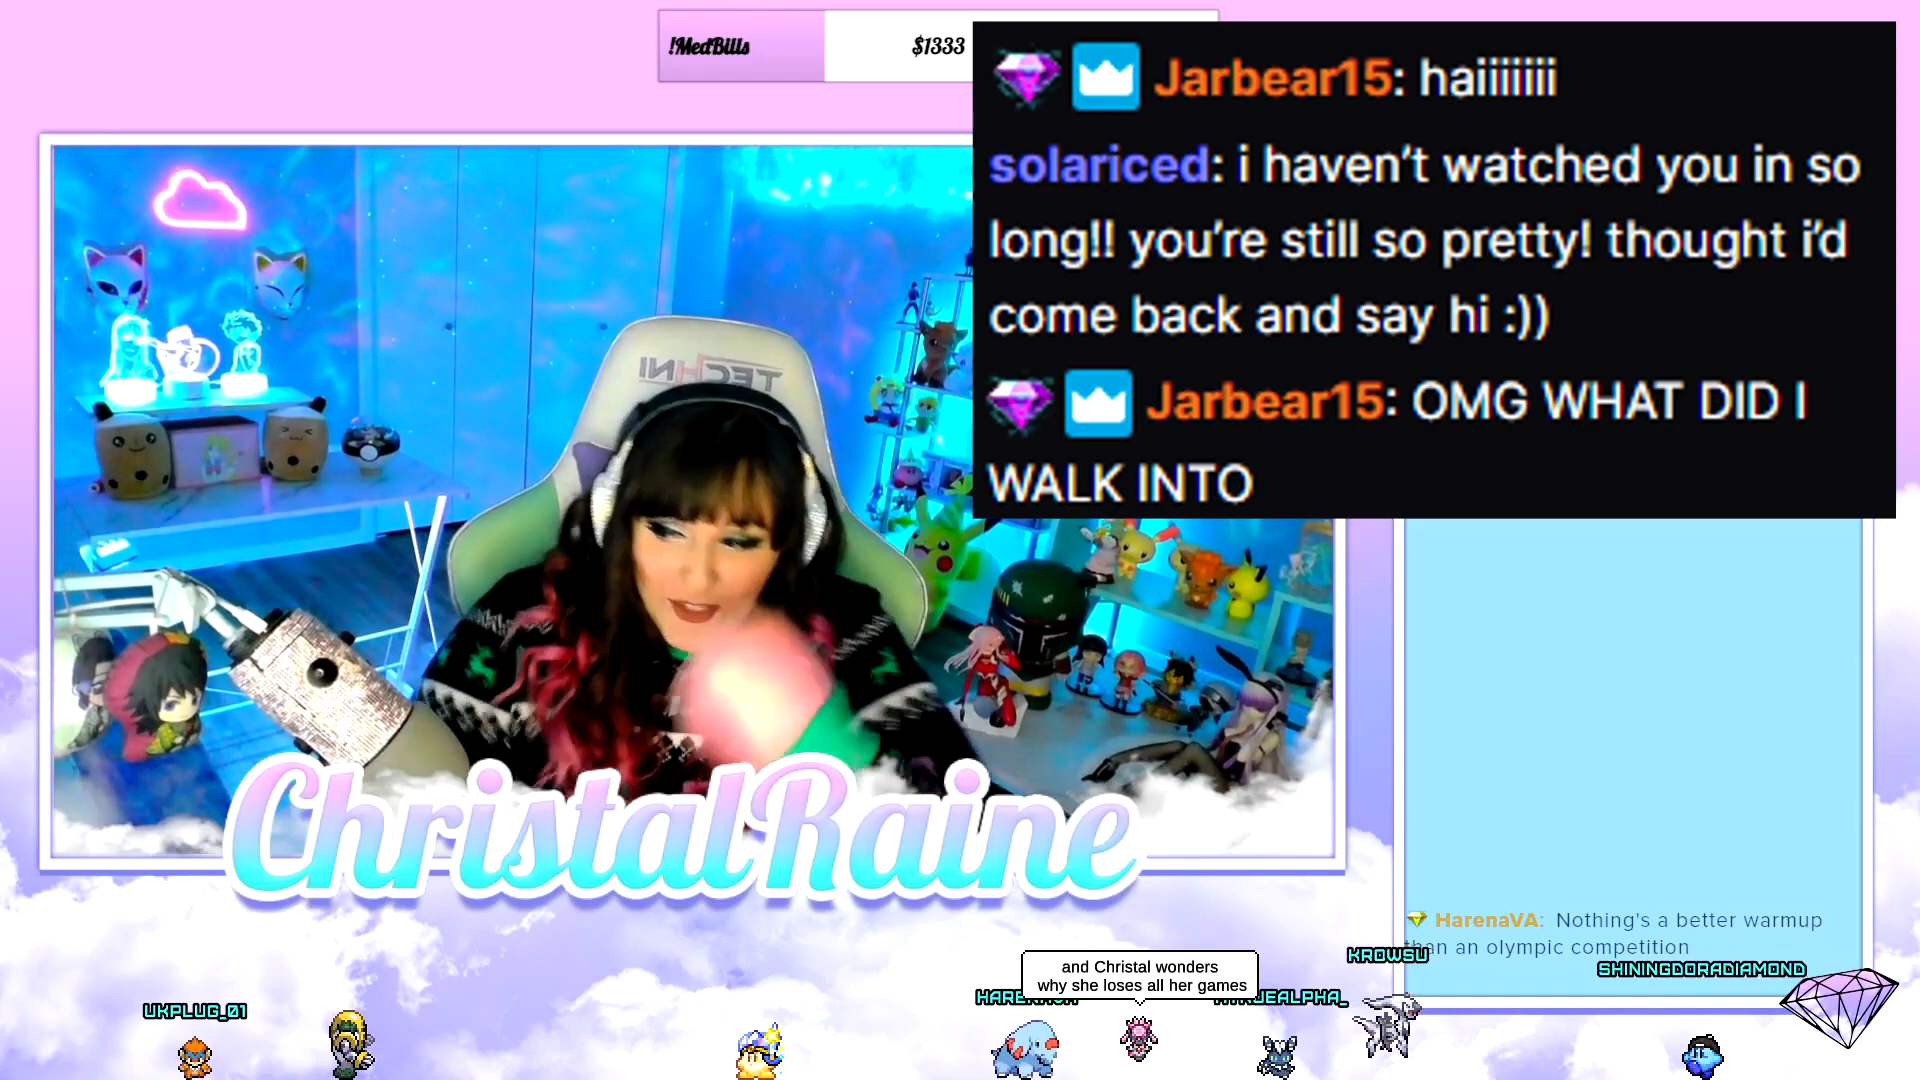 !MedBills $1333
Jarbear15: haiiiiiii
solariced: i haven't watched you in so
long!! you're still so pretty! thought i'd
come back and say hi :))
Jarbear15: OMG WHAT DID I
WALK INTO
TECHNI
ChristalRaine
HarenaVA: Nothing's a better warmup
than an olympic competition
KROWSU
and Christal wonders
why she loses all her games
SHININGDORADIAMOND
UKPLUG_01